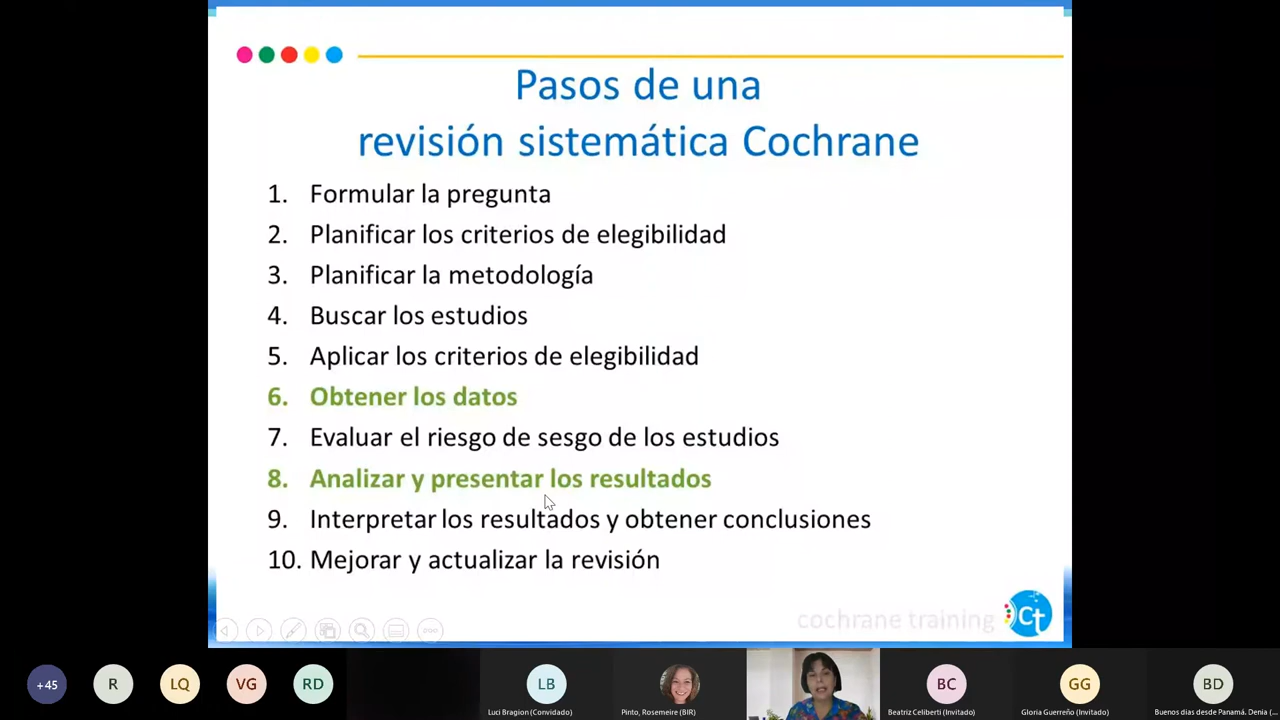 Pasos de una
revisión sistemática Cochrane
1. Formular la pregunta
2. Planificar los criterios de elegibilidad
3. Planificar la metodología
4. Buscar los estudios
5. Aplicar los criterios de elegibilidad
6. Obtener los datos
7. Evaluar el riesgo de sesgo de los estudios
8. Analizar y presentar los resultados
9. Interpretar los resultados y obtener conclusiones
10. Mejorar y actualizar la revisión
cochrane training Ct
+45 R LQ VG RD LB BC GG BD
Luci Bragion (Convidado) Pinto, Rosemeire (BIR) Beatriz Celiberti (Invitado) Gloria Guerreño (Invitado) Buenos dias desde Panamá. Denia (...